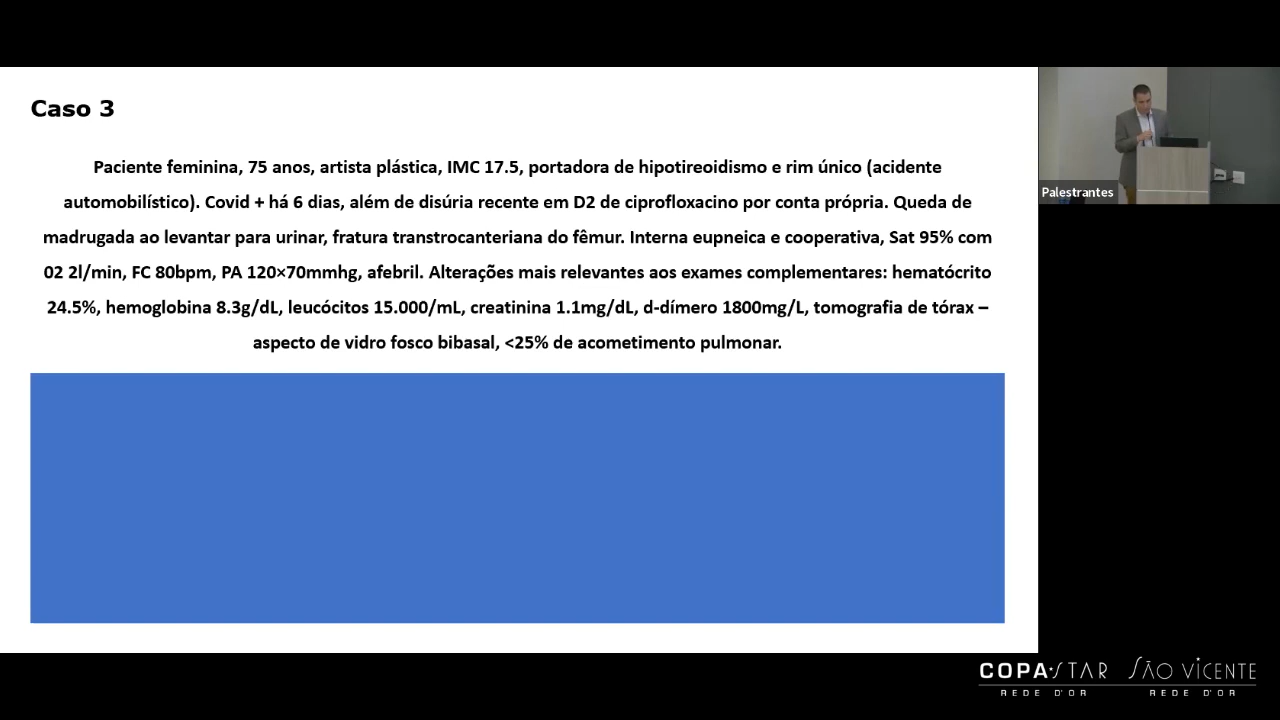 Caso 3
Paciente feminina, 75 anos, artista plástica, IMC 17.5, portadora de hipotireoidismo e rim único (acidente
automobilístico). Covid + há 6 dias, além de disúria recente em D2 de ciprofloxacino por conta própria. Queda de
madrugada ao levantar para urinar, fratura transtrocanteriana do fêmur. Interna eupneica e cooperativa, Sat 95% com
02 2l/min, FC 80bpm, PA 120×70mmhg, afebril. Alterações mais relevantes aos exames complementares: hematócrito
24.5%, hemoglobina 8.3g/dL, leucócitos 15.000/mL, creatinina 1.1mg/dL, d-dímero 1800mg/L, tomografia de tórax –
aspecto de vidro fosco bibasal, <25% de acometimento pulmonar.
Palestrantes
COPA STAR SÃO VICENTE
REDE D'OR REDE D'OR